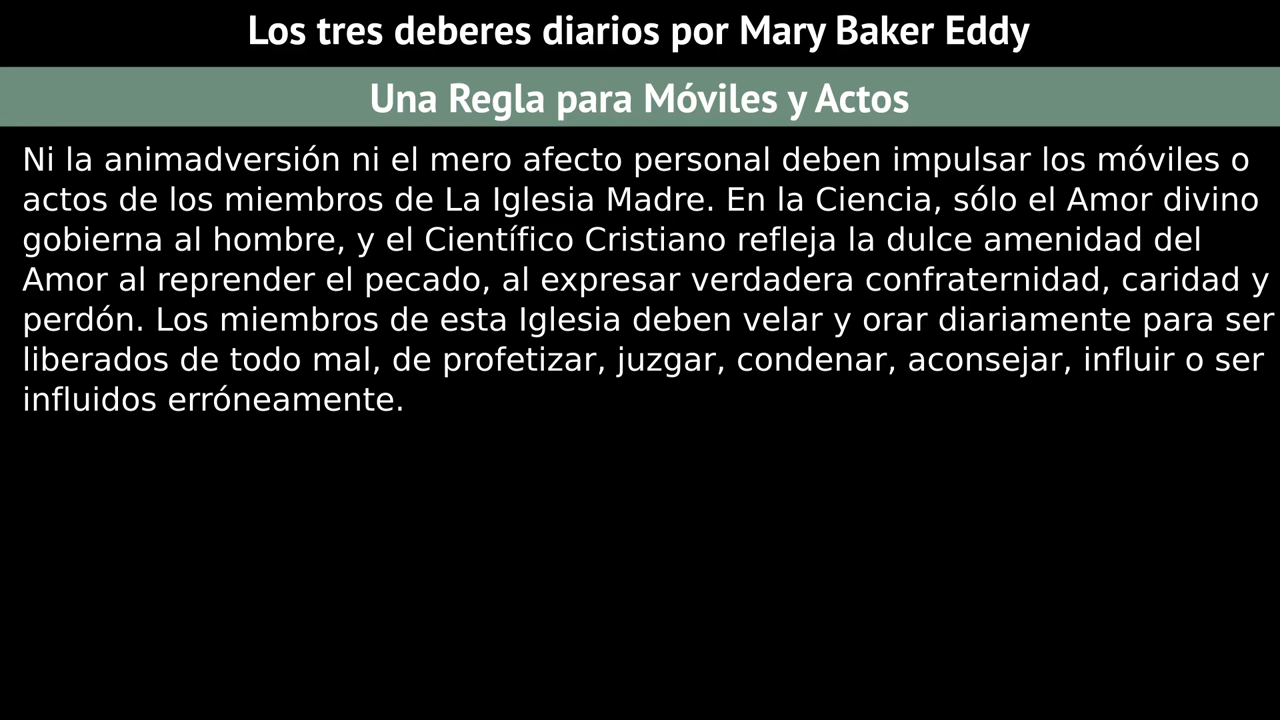 Los tres deberes diarios por Mary Baker Eddy
Una Regla para Móviles y Actos
Ni la animadversión ni el mero afecto personal deben impulsar los móviles o
actos de los miembros de La Iglesia Madre. En la Ciencia, sólo el Amor divino
gobierna al hombre, y el Científico Cristiano refleja la dulce amenidad del
Amor al reprender el pecado, al expresar verdadera confraternidad, caridad y
perdón. Los miembros de esta Iglesia deben velar y orar diariamente para ser
liberados de todo mal, de profetizar, juzgar, condenar, aconsejar, influir o ser
influidos erróneamente.